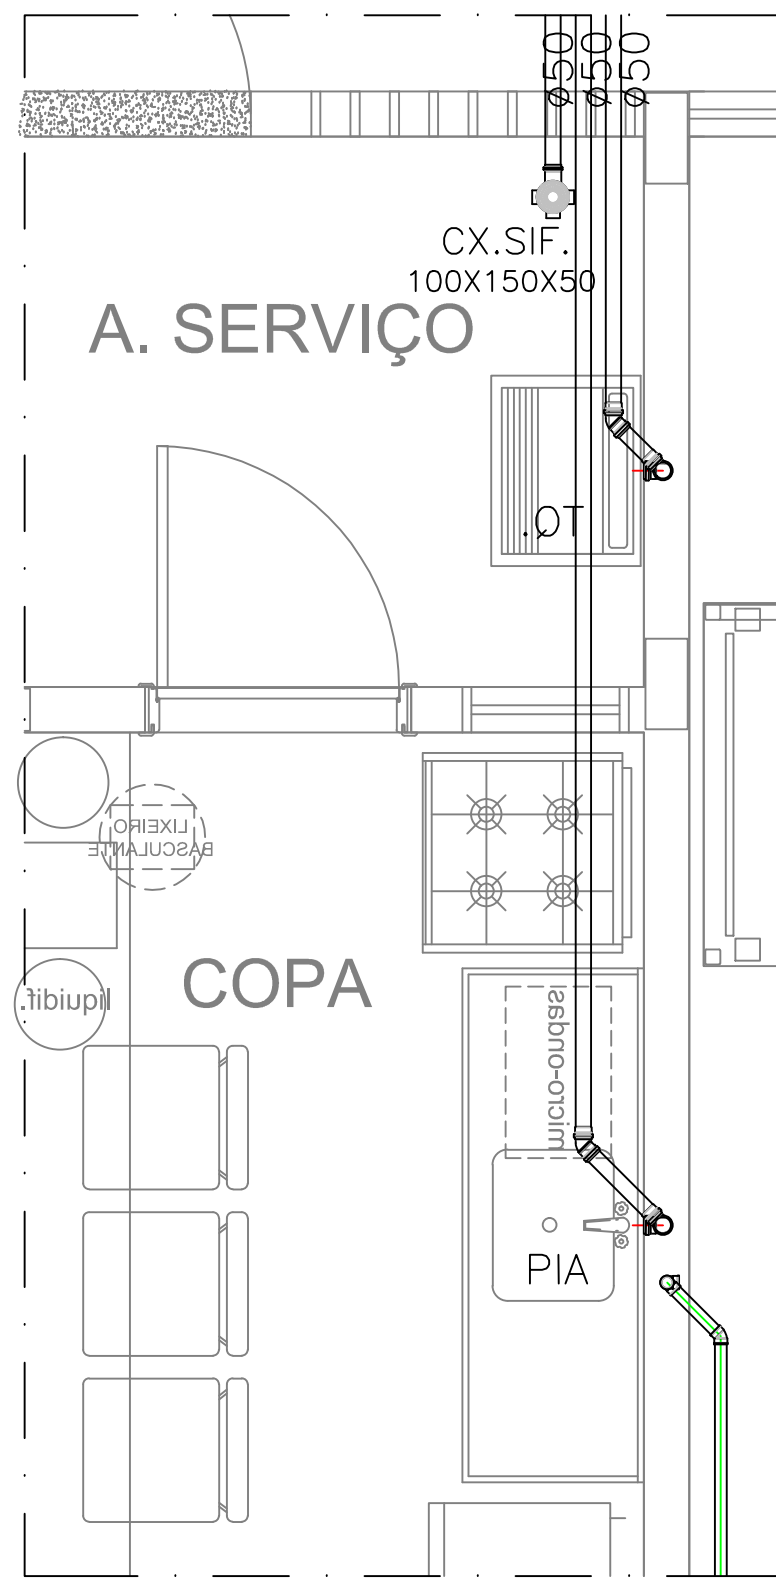 ø50
ø50
ø50
CX.SIF.
100X150X50
A. SERVIÇO
TQ.
LIXEIRO
BASCULANTE
COPA
liquidif.
micro-ondas
PIA